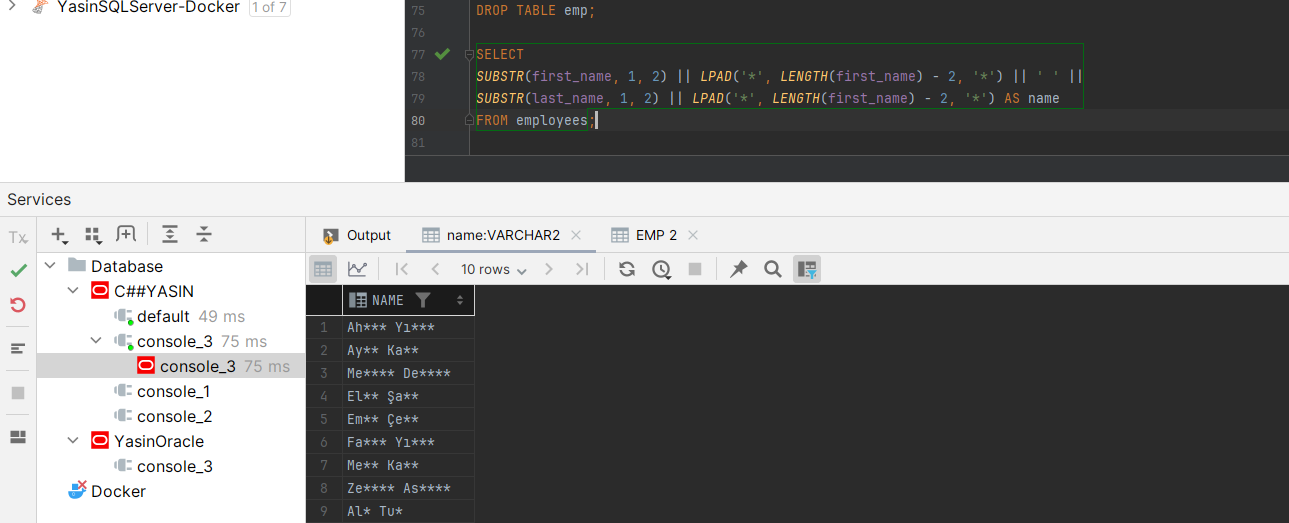 YasinSQLServer-Docker 1 of 7
75 DROP TABLE emp;
76
77 SELECT
78 SUBSTR(first_name, 1, 2) || LPAD('*', LENGTH(first_name) - 2, '*') || ' ' ||
79 SUBSTR(last_name, 1, 2) || LPAD('*', LENGTH(first_name) - 2, '*') AS name
80 FROM employees;
81
Services
Tx
Output name:VARCHAR2 EMP 2
10 rows
Database
C##YASIN
default 49 ms
console_3 75 ms
console_3 75 ms
console_1
console_2
YasinOracle
console_3
Docker
NAME
1 Ah*** Yı***
2 Ay** Ka**
3 Me**** De****
4 El** Şa**
5 Em** Çe**
6 Fa*** Yı***
7 Me** Ka**
8 Ze**** As****
9 Al* Tu*